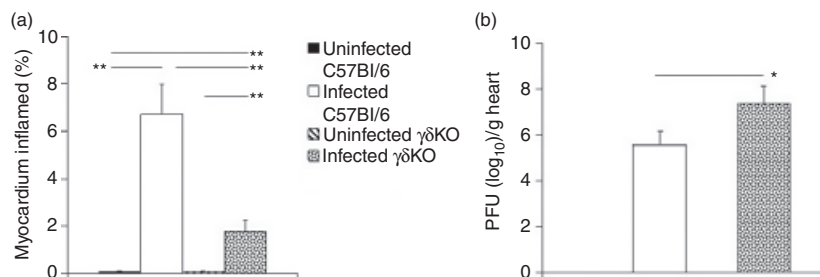 (a)
Myocardium inflamed (%)
10
8
6
4
2
0
**
**
**
**
Uninfected
C57Bl/6
Infected
C57Bl/6
Uninfected γδKO
Infected γδKO
(b)
PFU (log10)/g heart
10
8
6
4
2
0
*